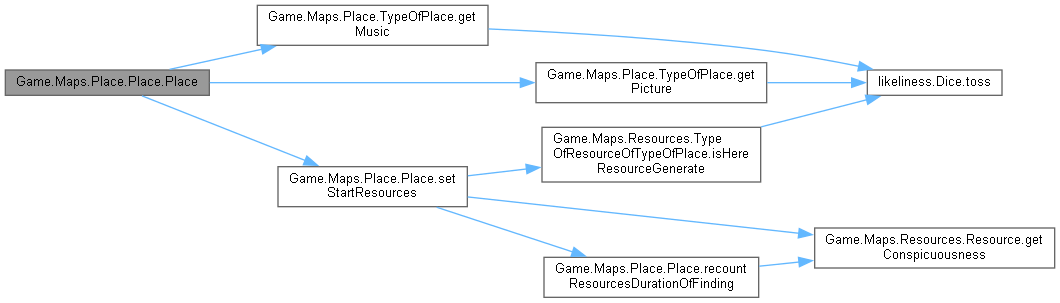 Game.Maps.Place.TypeOfPlace.get
Music
Game.Maps.Place.Place.Place
Game.Maps.Place.TypeOfPlace.get
Picture
likeliness.Dice.toss
Game.Maps.Resources.Type
OfResourceOfTypeOfPlace.isHere
ResourceGenerate
Game.Maps.Place.Place.set
StartResources
Game.Maps.Resources.Resource.get
Conspicuousness
Game.Maps.Place.Place.recount
ResourcesDurationOfFinding